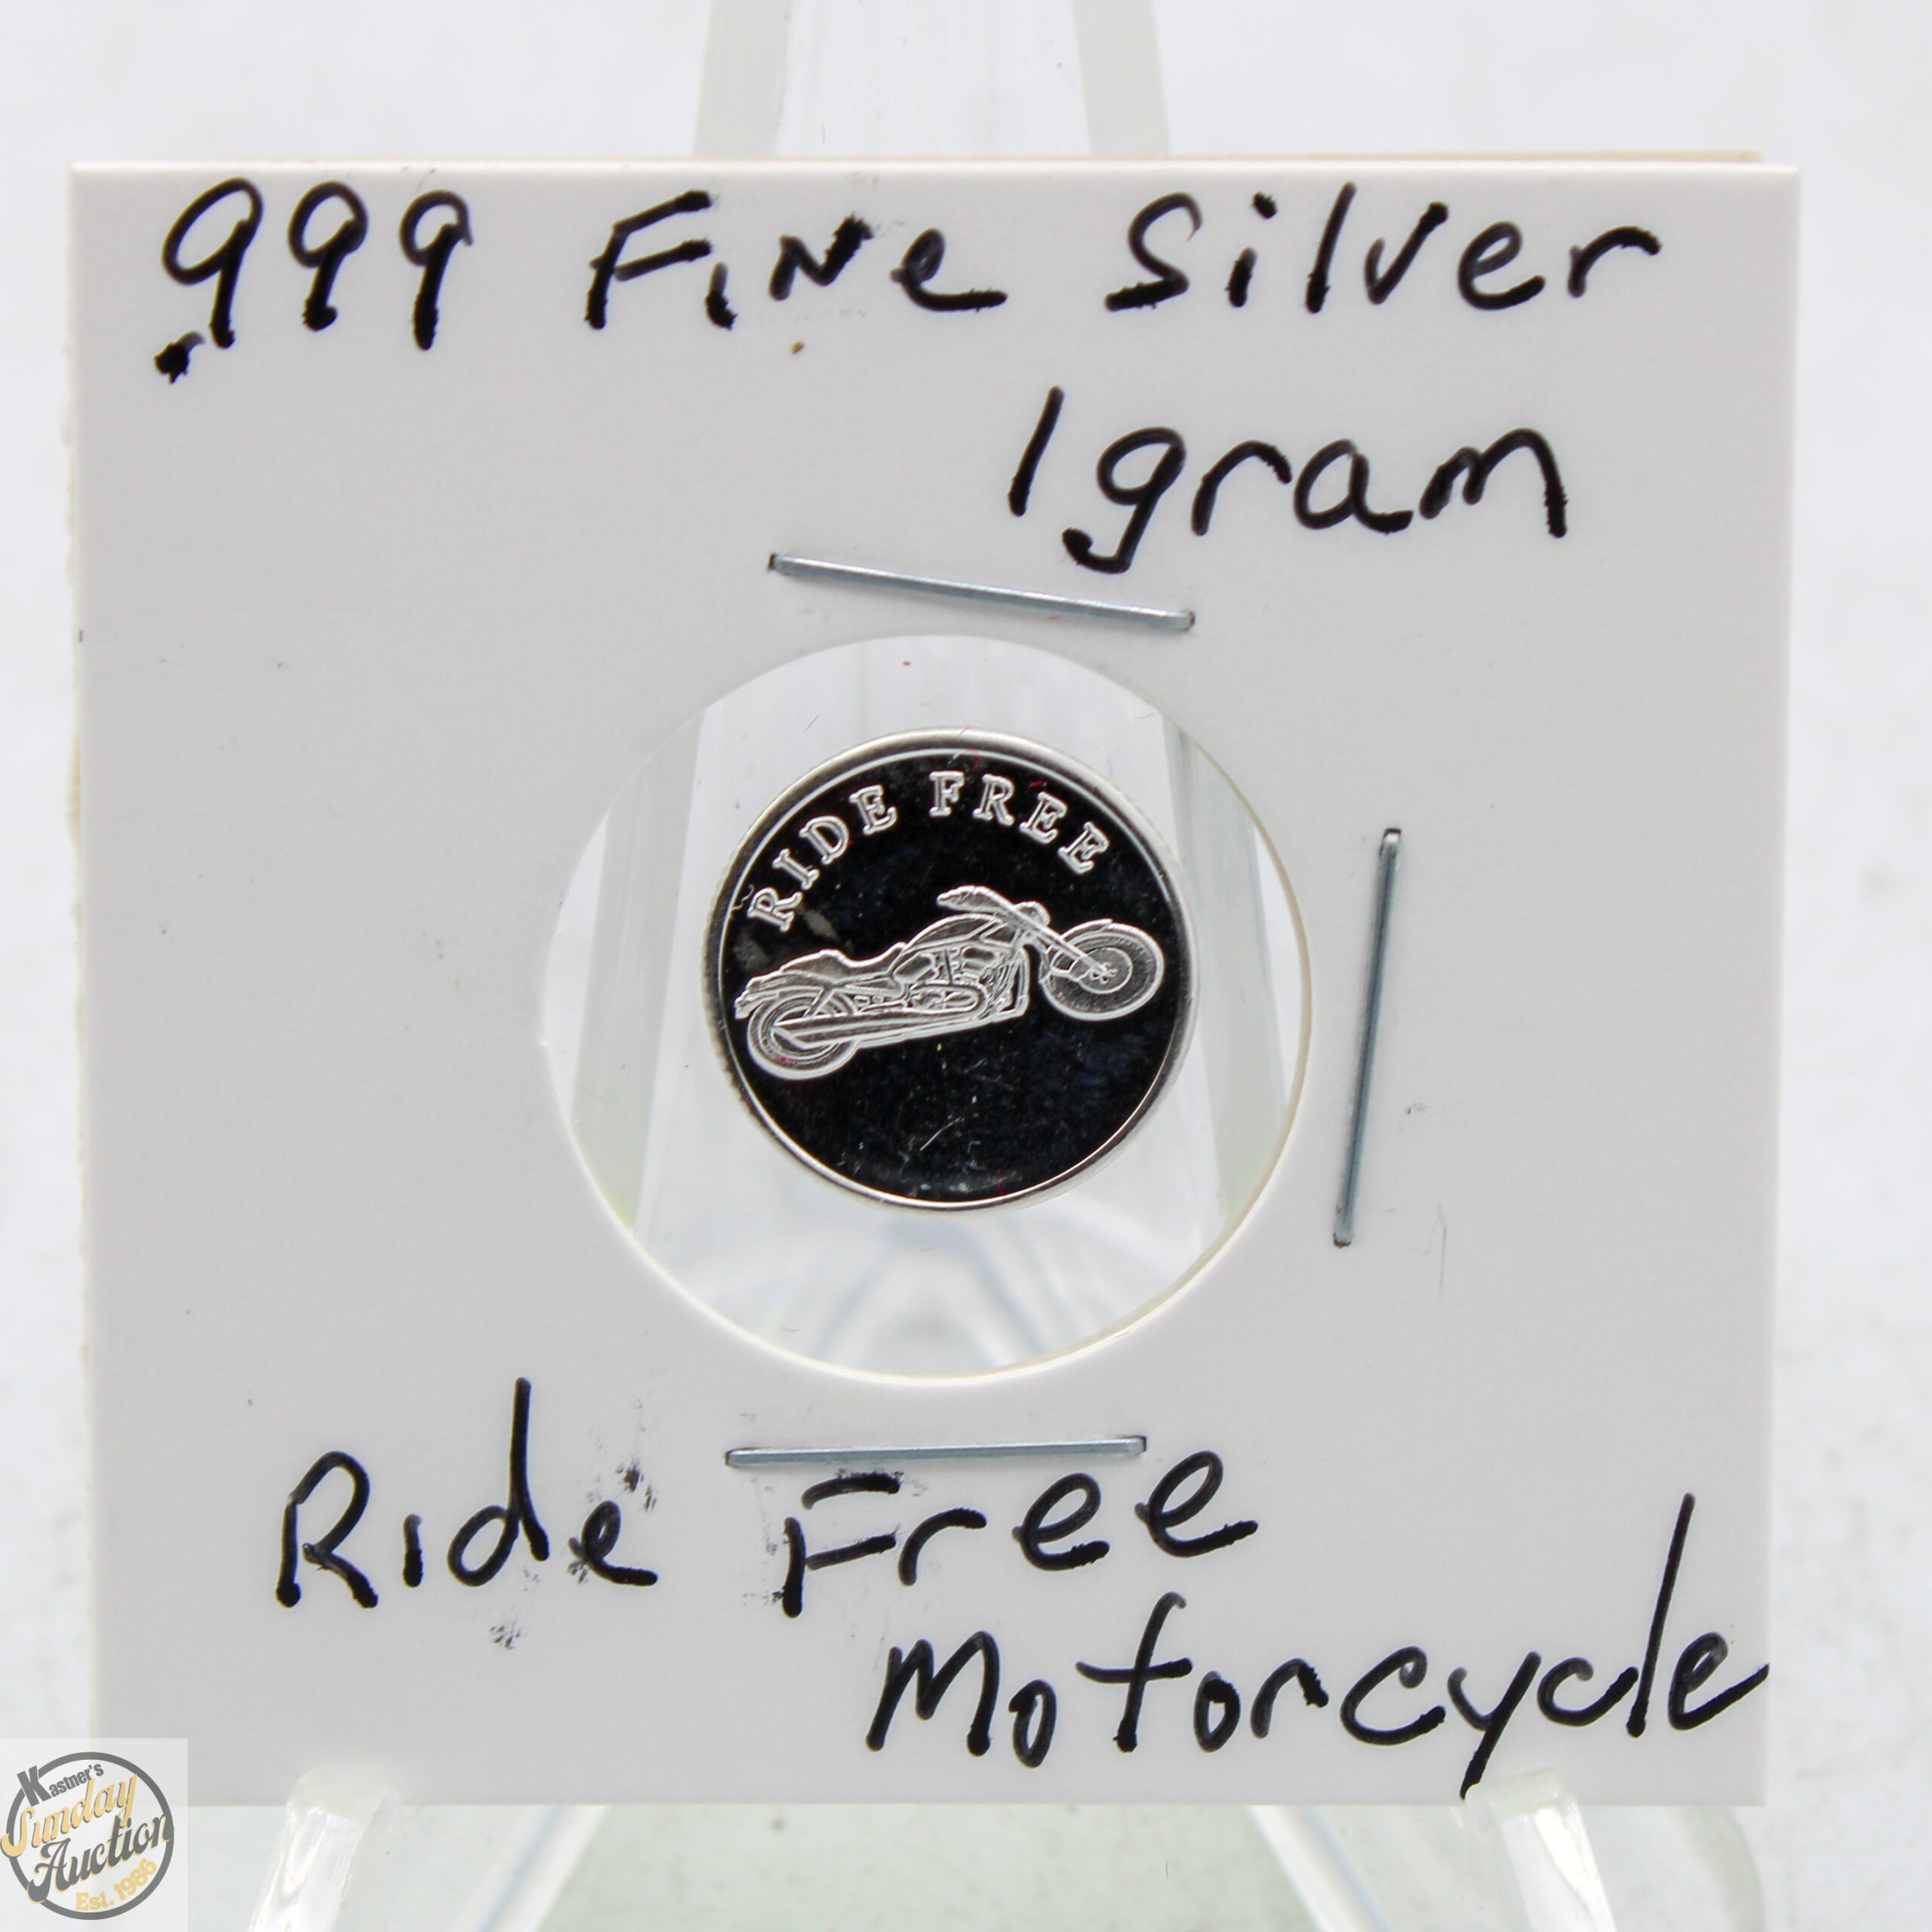 .999 Fine Silver
1gram
RIDE FREE
Ride Free
Motorcycle
Kastner's
Sunday
Auction
Est. 1986